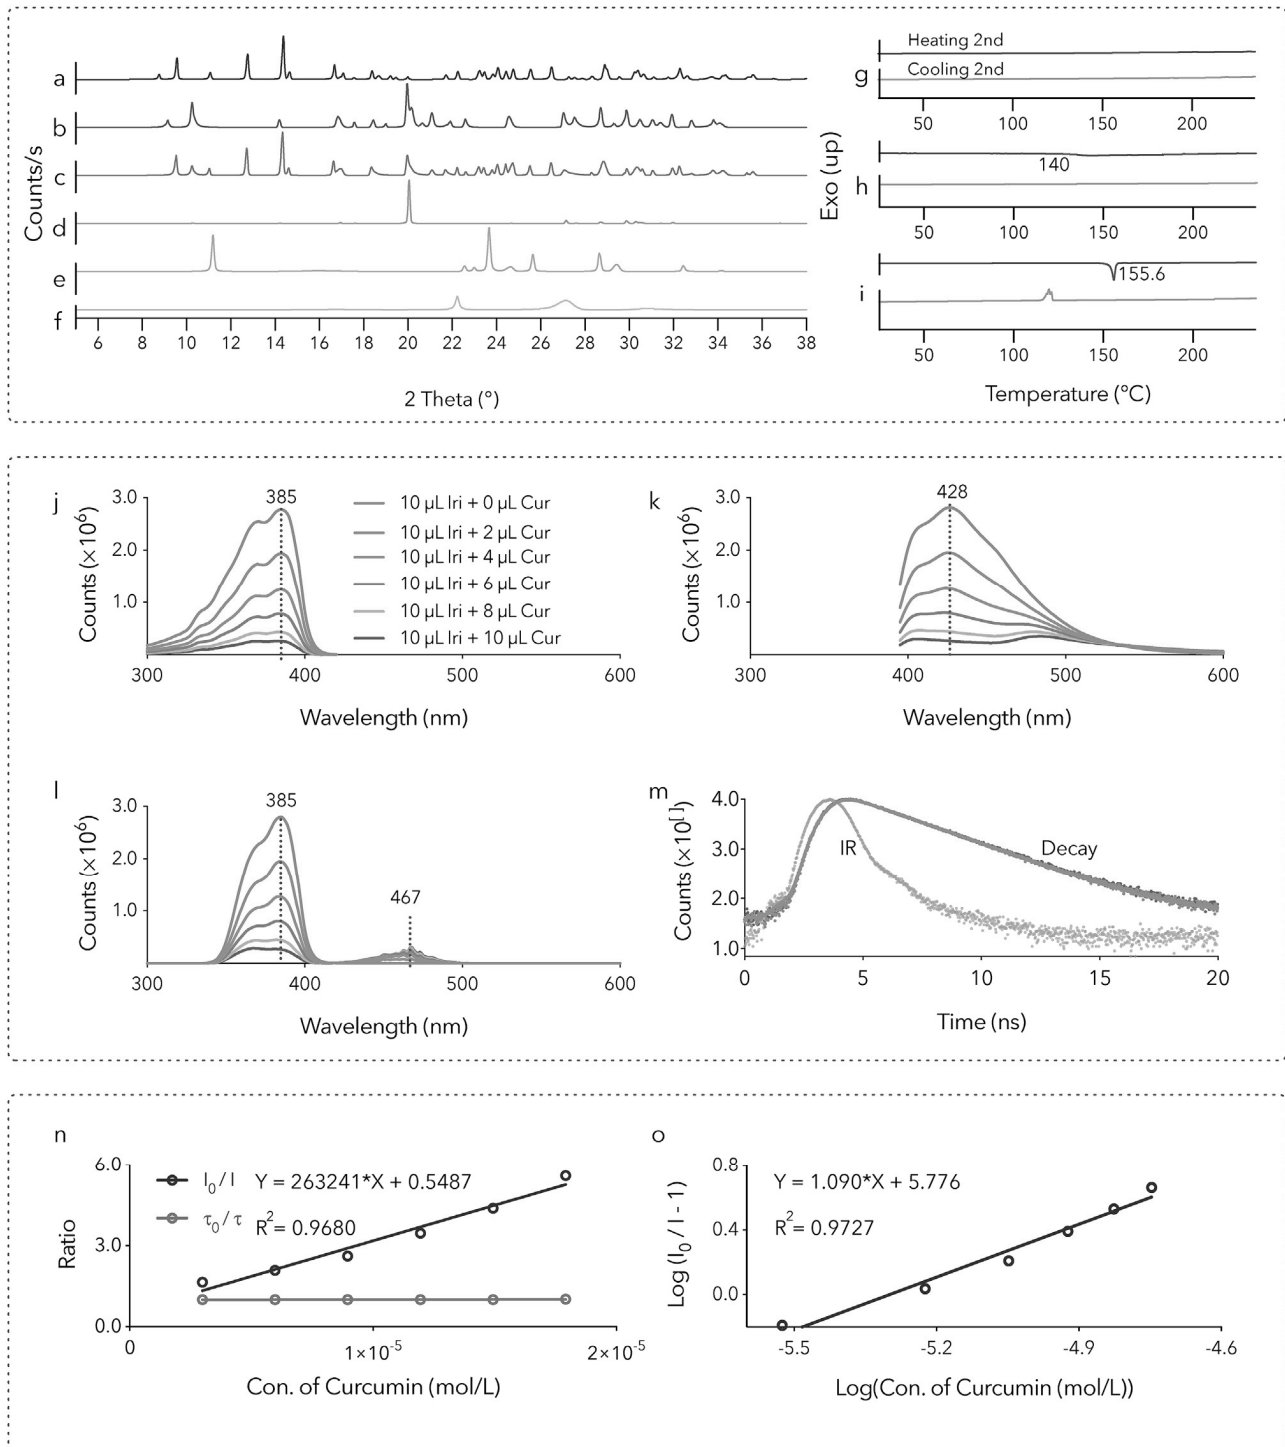 a
b
c
d
e
f
Counts/s
6 8 10 12 14 16 18 20 22 24 26 28 30 32 34 36 38
2 Theta (°)
Heating 2nd
g
Cooling 2nd
50 100 150 200
Exo (up)
140
h
50 100 150 200
155.6
i
50 100 150 200
Temperature (°C)
j
Counts (×10⁶)
3.0
2.0
1.0
385
10 µL Iri + 0 µL Cur
10 µL Iri + 2 µL Cur
10 µL Iri + 4 µL Cur
10 µL Iri + 6 µL Cur
10 µL Iri + 8 µL Cur
10 µL Iri + 10 µL Cur
300 400 500 600
Wavelength (nm)
k
Counts (×10⁶)
3.0
2.0
1.0
428
300 400 500 600
Wavelength (nm)
l
Counts (×10⁶)
3.0
2.0
1.0
385
467
300 400 500 600
Wavelength (nm)
m
Counts (×10[ ])
4.0
3.0
2.0
1.0
IR
Decay
0 5 10 15 20
Time (ns)
n
Ratio
6.0
3.0
0.0
I₀ / I Y = 263241*X + 0.5487
τ₀ / τ R² = 0.9680
0 1×10⁻⁵ 2×10⁻⁵
Con. of Curcumin (mol/L)
o
Log (I₀ / I - 1)
0.8
0.4
0.0
Y = 1.090*X + 5.776
R² = 0.9727
-5.5 -5.2 -4.9 -4.6
Log(Con. of Curcumin (mol/L))